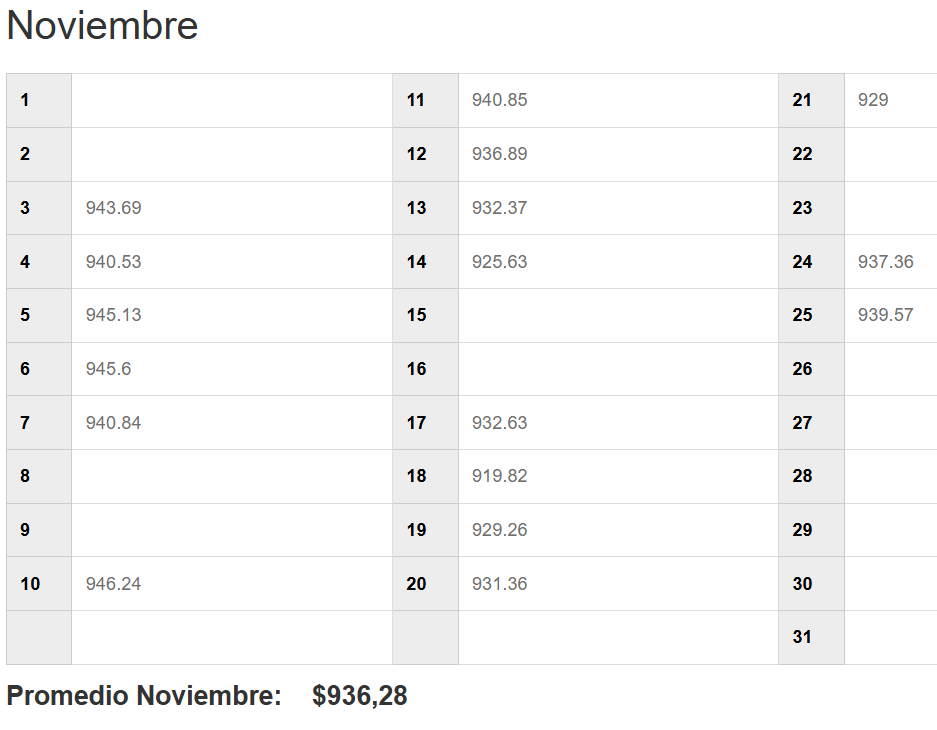 Noviembre
1 11 940.85 21 929
2 12 936.89 22
3 943.69 13 932.37 23
4 940.53 14 925.63 24 937.36
5 945.13 15 25 939.57
6 945.6 16 26
7 940.84 17 932.63 27
8 18 919.82 28
9 19 929.26 29
10 946.24 20 931.36 30
31
Promedio Noviembre: $936,28